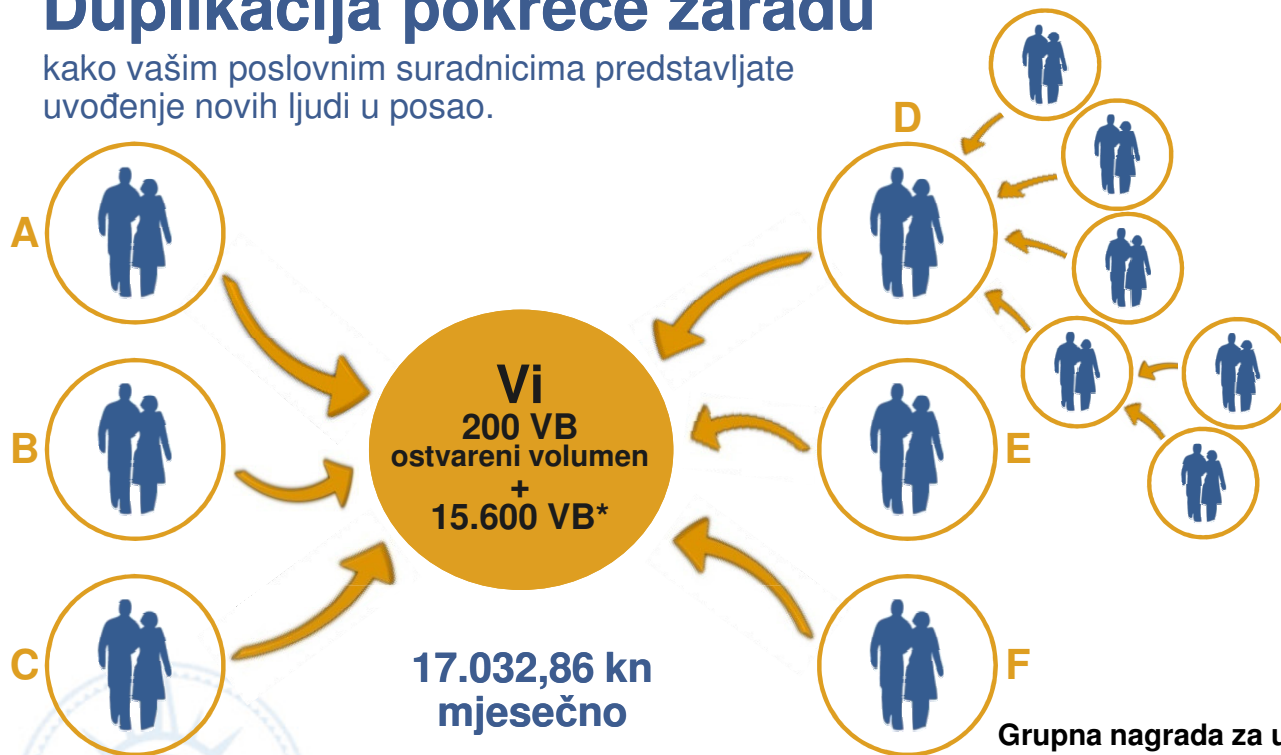 Duplikacija pokreće zaradu
kako vašim poslovnim suradnicima predstavljate
uvođenje novih ljudi u posao.
D
A
Vi
200 VB
ostvareni volumen
+
15.600 VB*
B
E
C
17.032,86 kn
mjesečno
F
Grupna nagrada za u